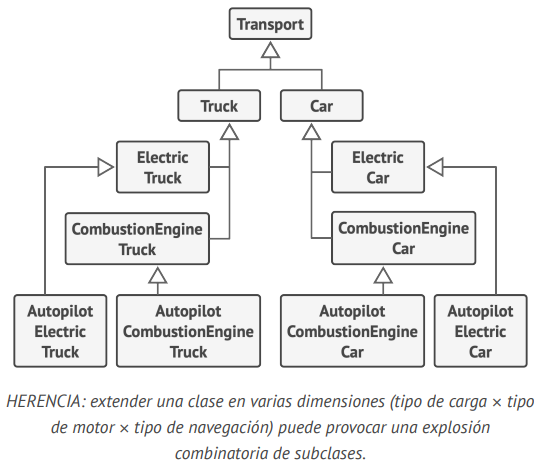 Transport
Truck
Car
Electric
Truck
Electric
Car
CombustionEngine
Truck
CombustionEngine
Car
Autopilot
Electric
Truck
Autopilot
CombustionEngine
Truck
Autopilot
CombustionEngine
Car
Autopilot
Electric
Car
HERENCIA: extender una clase en varias dimensiones (tipo de carga × tipo
de motor × tipo de navegación) puede provocar una explosión
combinatoria de subclases.